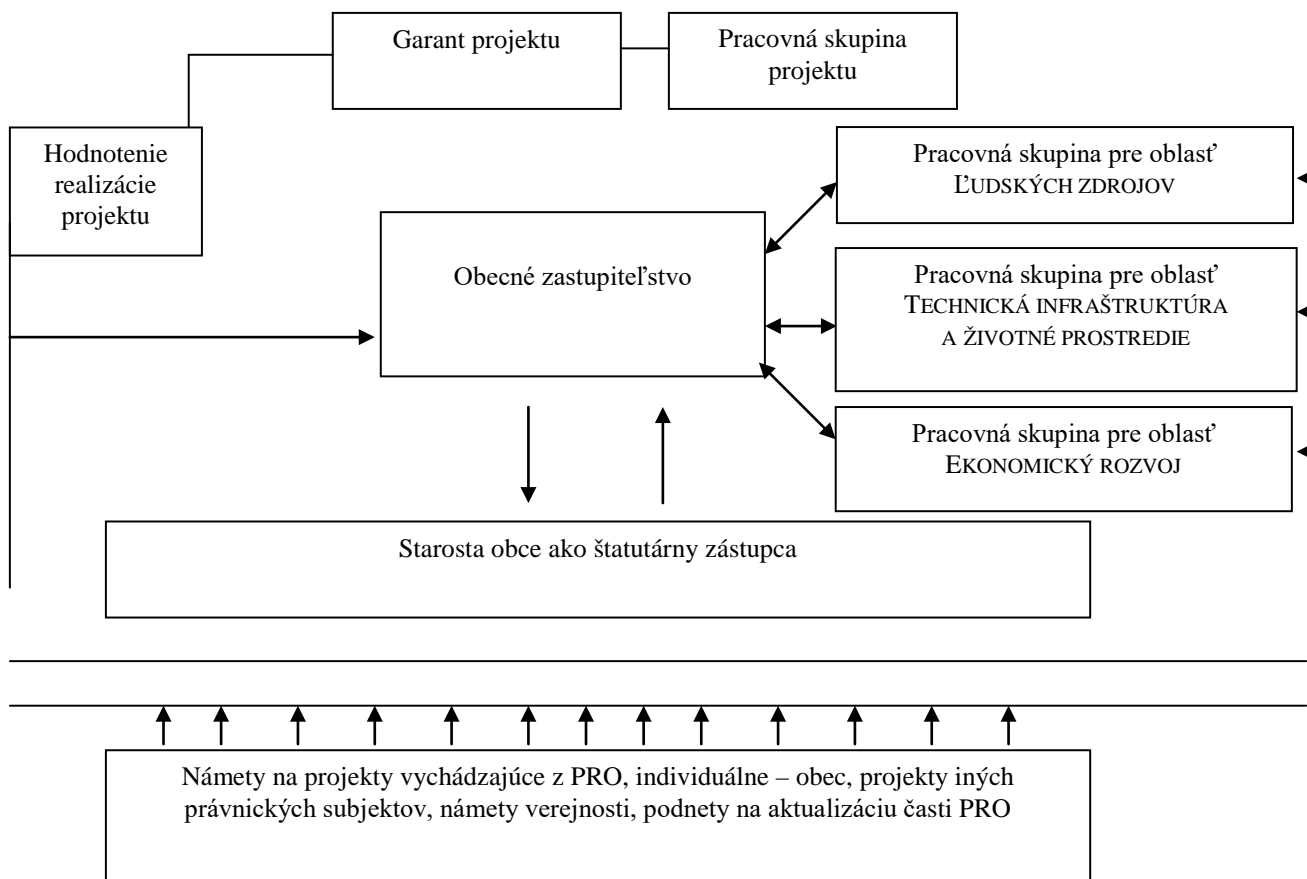 Garant projektu
Pracovná skupina
projektu
Hodnotenie
realizácie
projektu
Pracovná skupina pre oblasť
ĽUDSKÝCH ZDROJOV
Obecné zastupiteľstvo
Pracovná skupina pre oblasť
TECHNICKÁ INFRAŠTRUKTÚRA
A ŽIVOTNÉ PROSTREDIE
Pracovná skupina pre oblasť
EKONOMICKÝ ROZVOJ
Starosta obce ako štatutárny zástupca
Námety na projekty vychádzajúce z PRO, individuálne – obec, projekty iných
právnických subjektov, námety verejnosti, podnety na aktualizáciu časti PRO